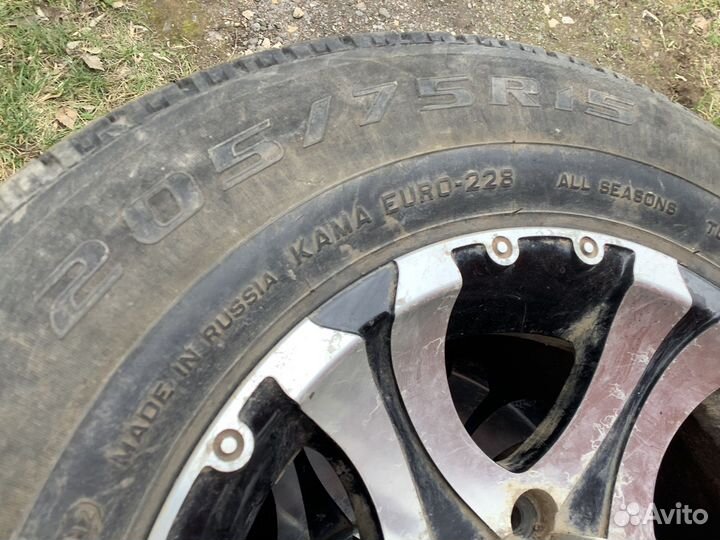 205/75R15
MADE IN RUSSIA KAMA EURO-228 ALL SEASONS
Avito